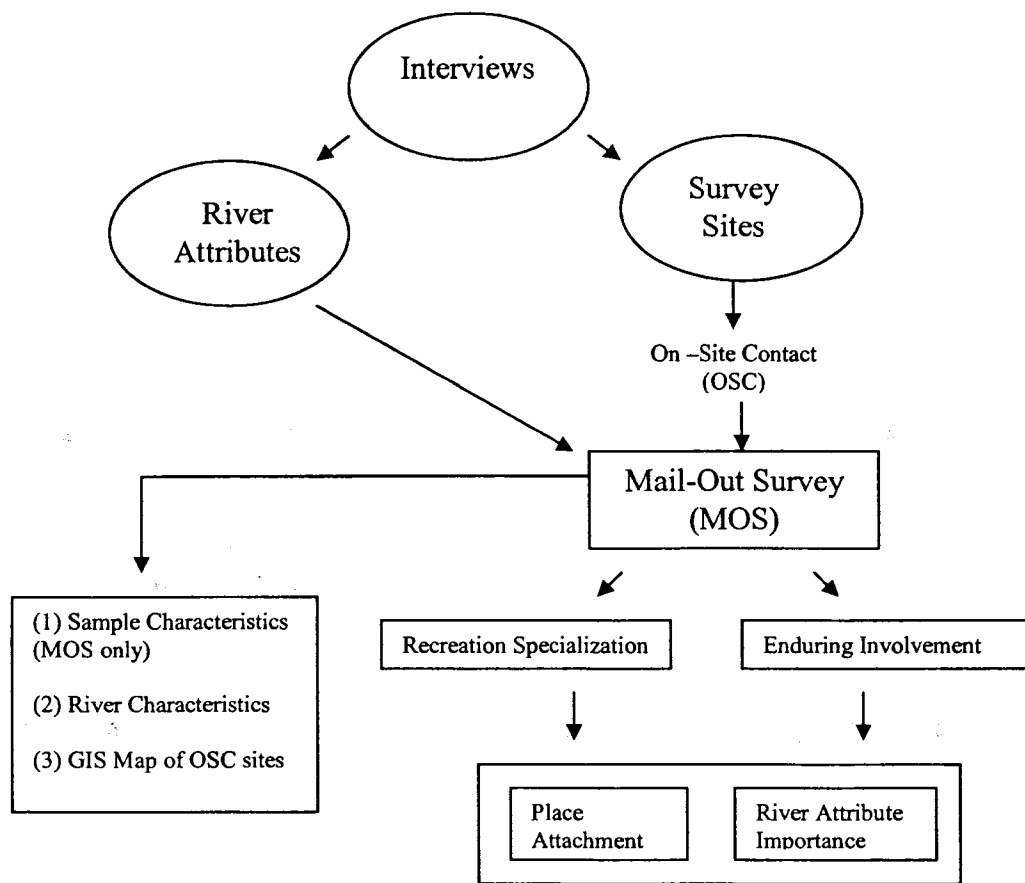 Interviews
River
Attributes
Survey
Sites
On –Site Contact
(OSC)
Mail-Out Survey
(MOS)
(1) Sample Characteristics
(MOS only)
(2) River Characteristics
(3) GIS Map of OSC sites
Recreation Specialization
Enduring Involvement
Place
Attachment
River Attribute
Importance